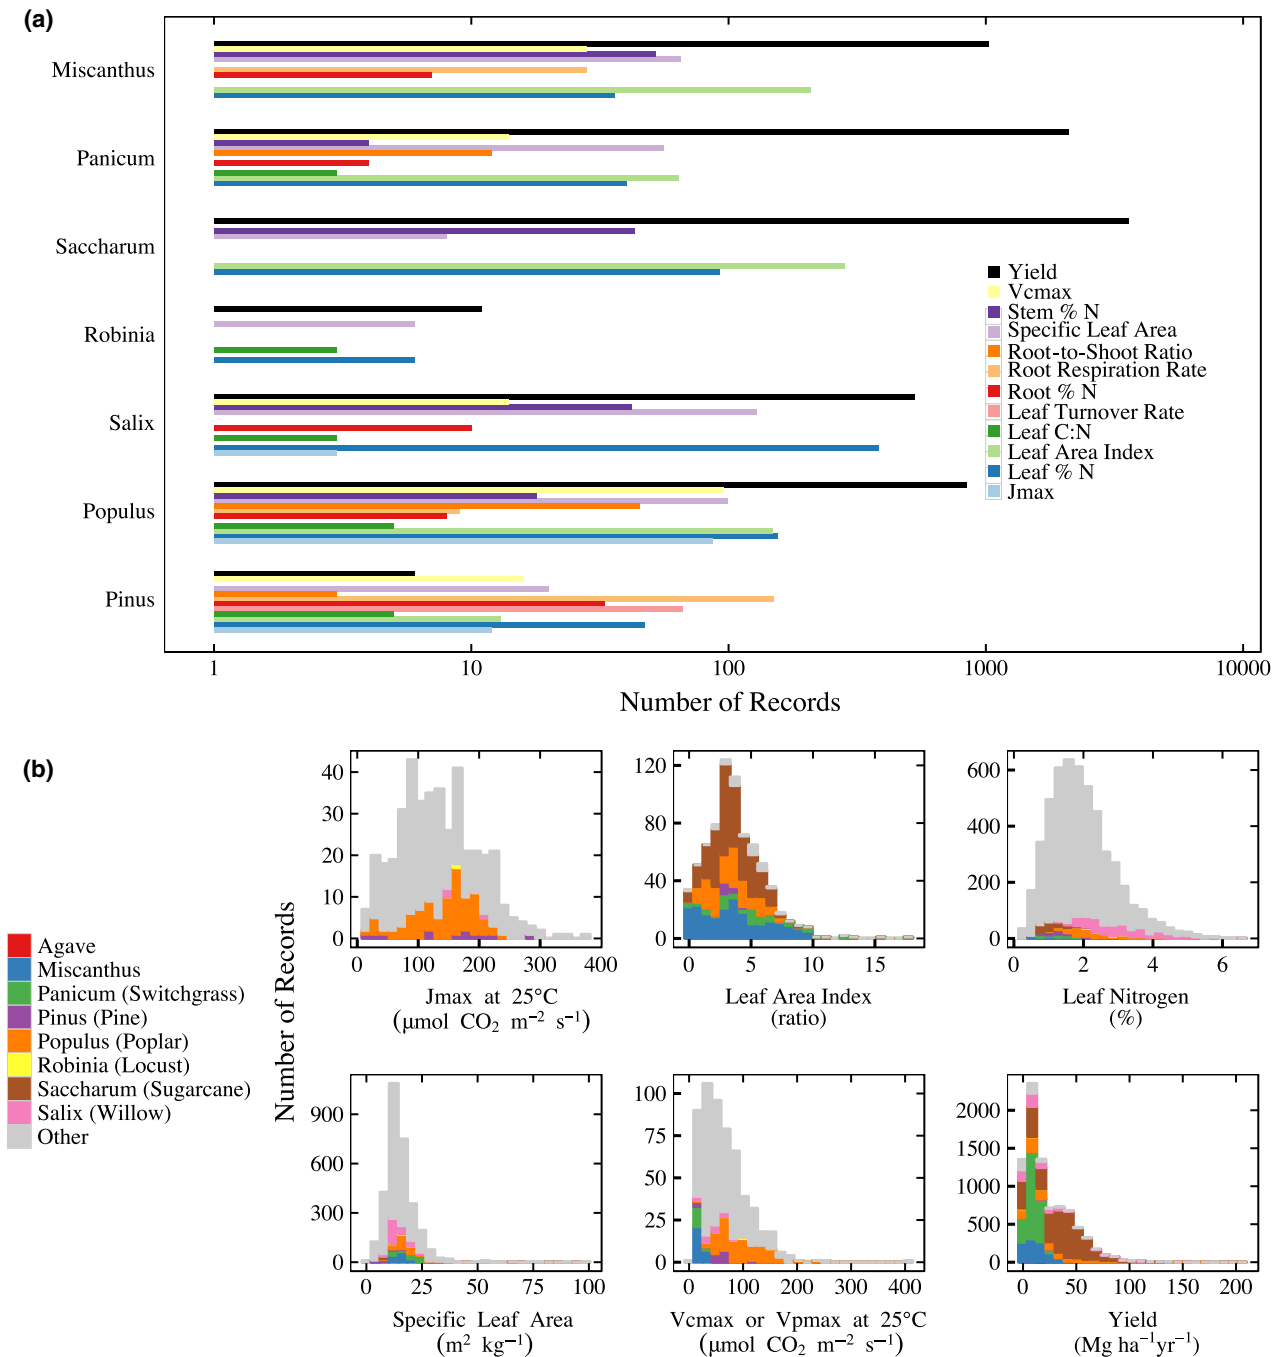 (a)
Miscanthus
Panicum
Saccharum
Robinia
Salix
Populus
Pinus
Yield
Vcmax
Stem % N
Specific Leaf Area
Root-to-Shoot Ratio
Root Respiration Rate
Root % N
Leaf Turnover Rate
Leaf C:N
Leaf Area Index
Leaf % N
Jmax
1 10 100 1000 10000
Number of Records
(b)
Agave
Miscanthus
Panicum (Switchgrass)
Pinus (Pine)
Populus (Poplar)
Robinia (Locust)
Saccharum (Sugarcane)
Salix (Willow)
Other
Number of Records
40
30
20
10
0
0 100 200 300 400
Jmax at 25°C
(μmol CO₂ m⁻² s⁻¹)
120
80
40
0
0 5 10 15
Leaf Area Index
(ratio)
600
400
200
0
0 2 4 6
Leaf Nitrogen
(%)
900
600
300
0
0 25 50 75 100
Specific Leaf Area
(m² kg⁻¹)
100
75
50
25
0
0 100 200 300 400
Vcmax or Vpmax at 25°C
(μmol CO₂ m⁻² s⁻¹)
2000
1500
1000
500
0
0 50 100 150 200
Yield
(Mg ha⁻¹yr⁻¹)